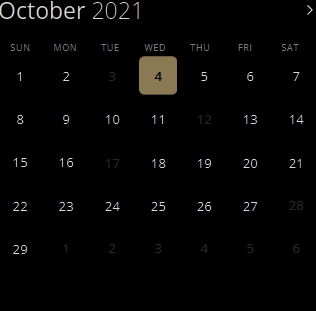 October 2021 >
SUN MON TUE WED THU FRI SAT
1 2 3 4 5 6 7
8 9 10 11 12 13 14
15 16 17 18 19 20 21
22 23 24 25 26 27 28
29 1 2 3 4 5 6